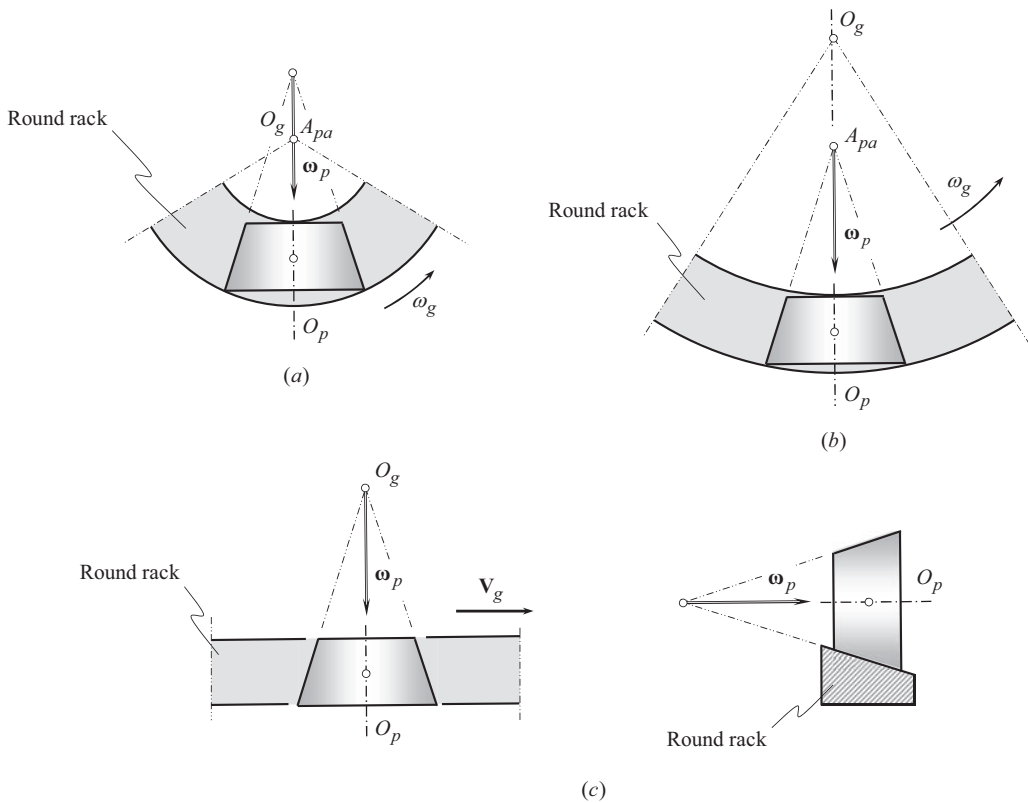 Round rack
O_g
A_pa
ω_p
ω_g
O_p
(a)
O_g
A_pa
ω_g
Round rack
ω_p
O_p
(b)
O_g
Round rack
ω_p
V_g
O_p
ω_p
O_p
Round rack
(c)